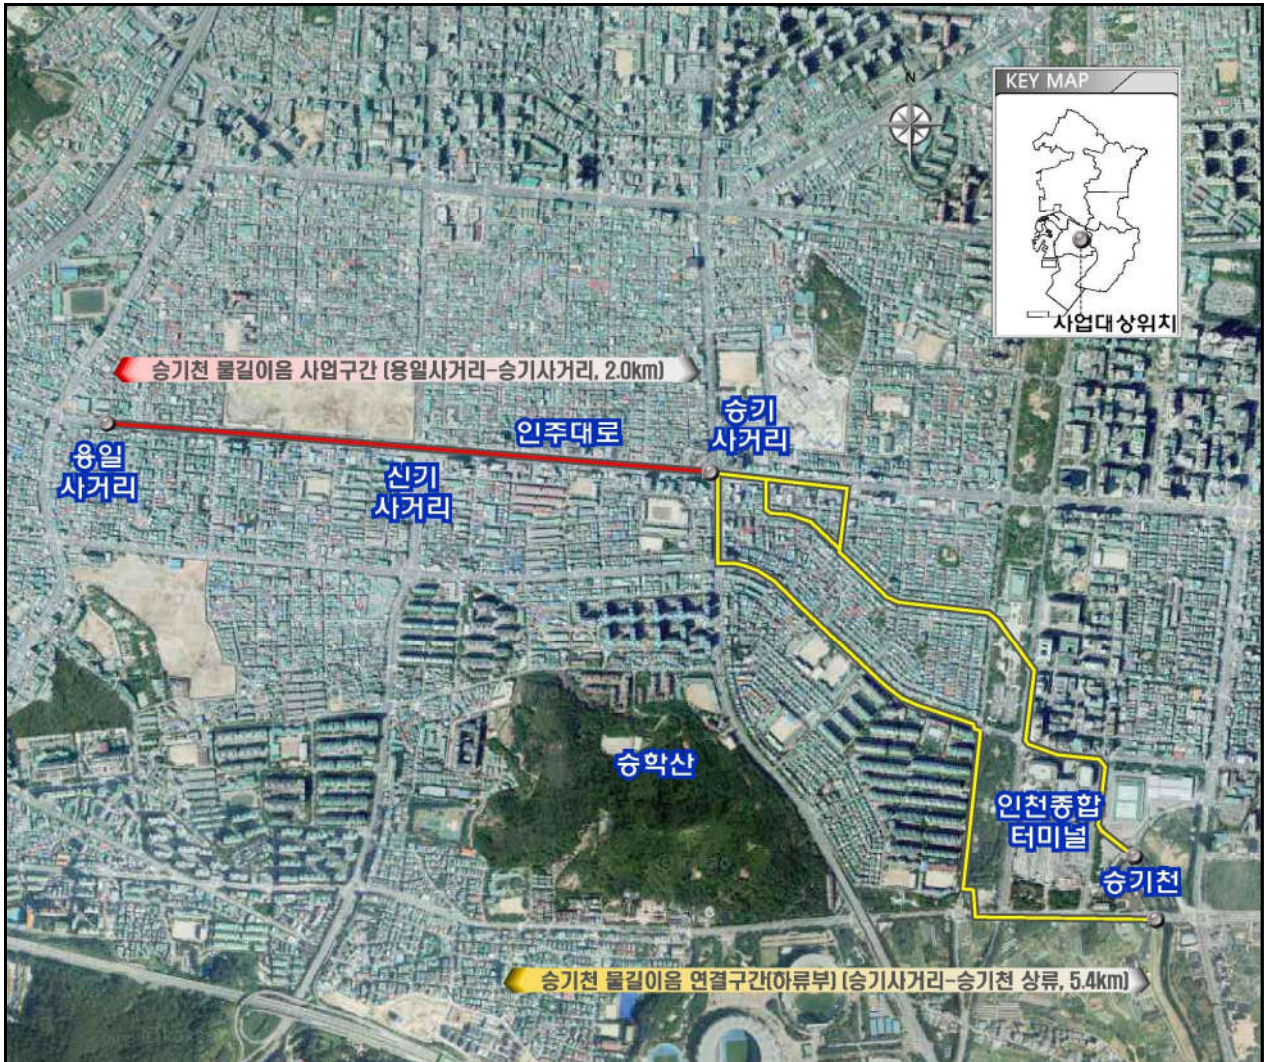 N
KEY MAP
사업대상위치
승기천 물길이음 사업구간 (용일사거리-승기사거리, 2.0km)
승기
사거리
인주대로
용일
사거리
신기
사거리
승학산
인천종합
터미널
승기천
승기천 물길이음 연결구간(하류부) (승기사거리-승기천 상류, 5.4km)